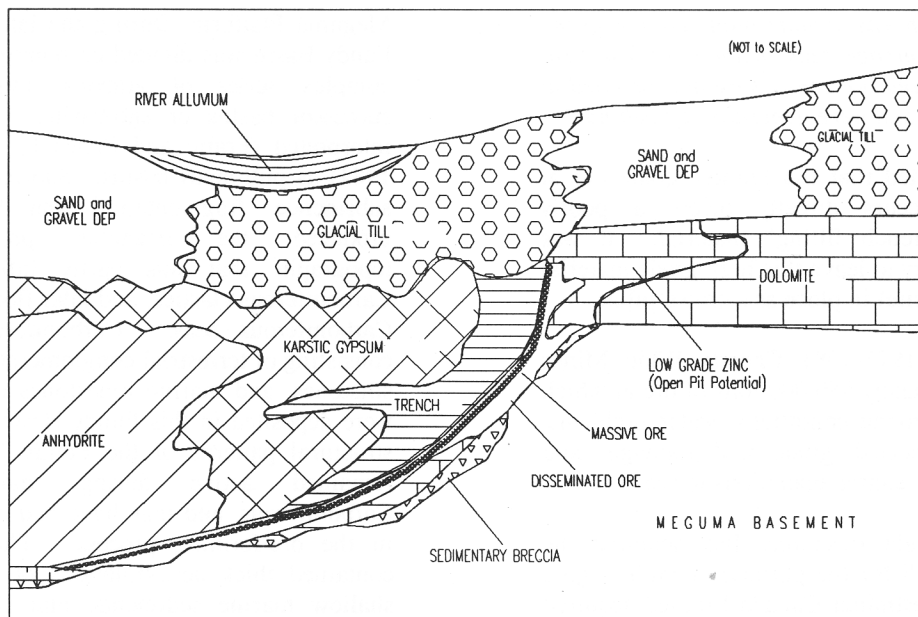 (NOT to SCALE)
RIVER ALLUVIUM
GLACIAL TILL
SAND and
GRAVEL DEP
SAND and
GRAVEL DEP
GLACIAL TILL
DOLOMITE
KARSTIC GYPSUM
LOW GRADE ZINC
(Open Pit Potential)
TRENCH
MASSIVE ORE
ANHYDRITE
DISSEMINATED ORE
MEGUMA BASEMENT
SEDIMENTARY BRECCIA